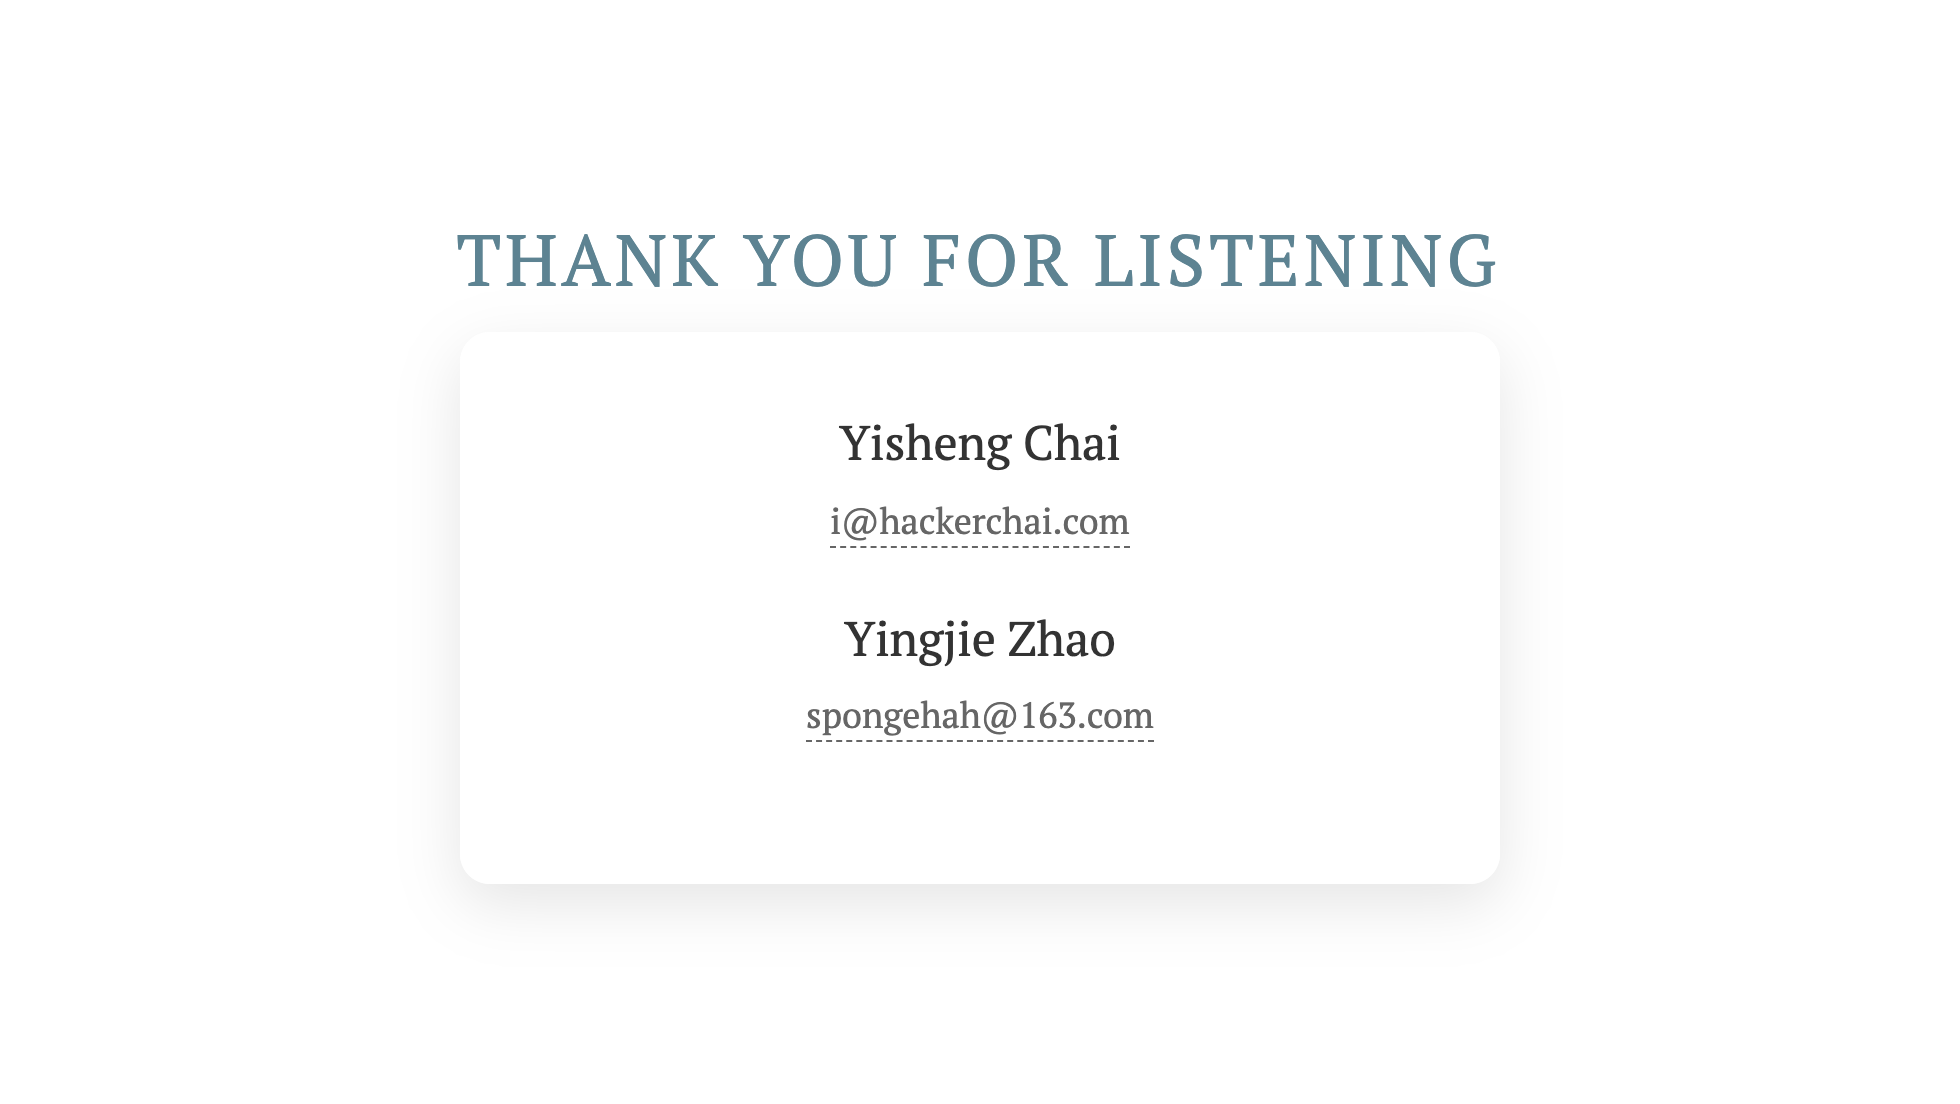 THANK YOU FOR LISTENING
Yisheng Chai
i@hackerchai.com
Yingjie Zhao
spongehah@163.com